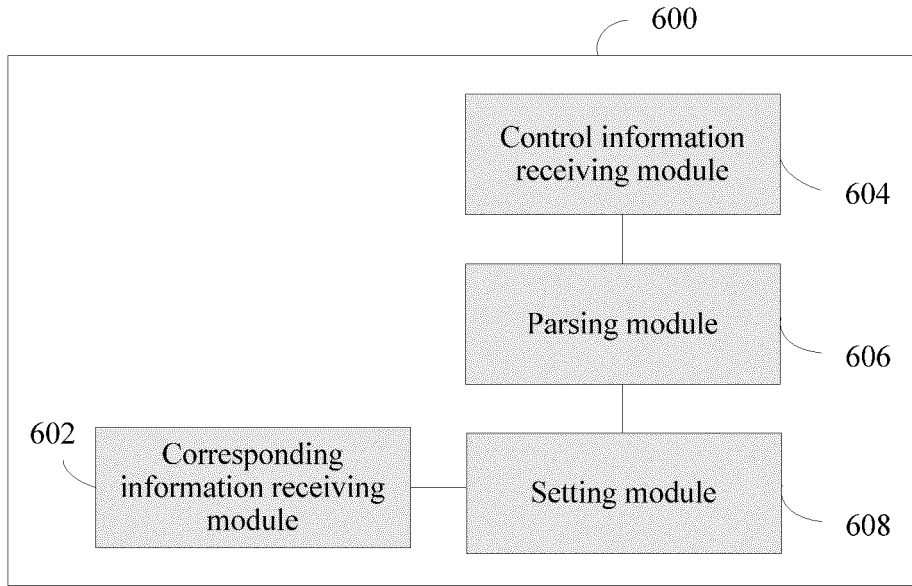 600
Control information
receiving module
604
Parsing module
606
602
Corresponding
information receiving
module
Setting module
608